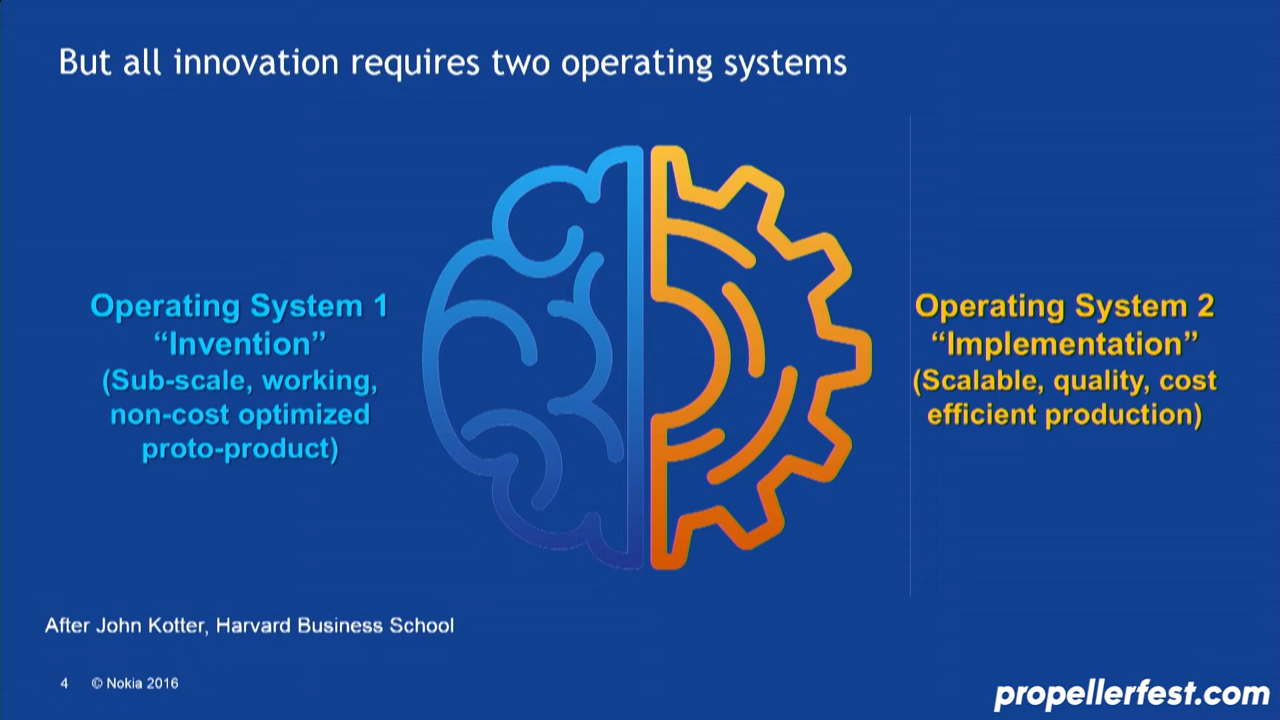 But all innovation requires two operating systems
Operating System 1
“Invention”
(Sub-scale, working,
non-cost optimized
proto-product)
Operating System 2
“Implementation”
(Scalable, quality, cost
efficient production)
After John Kotter, Harvard Business School
4 © Nokia 2016
propellerfest.com